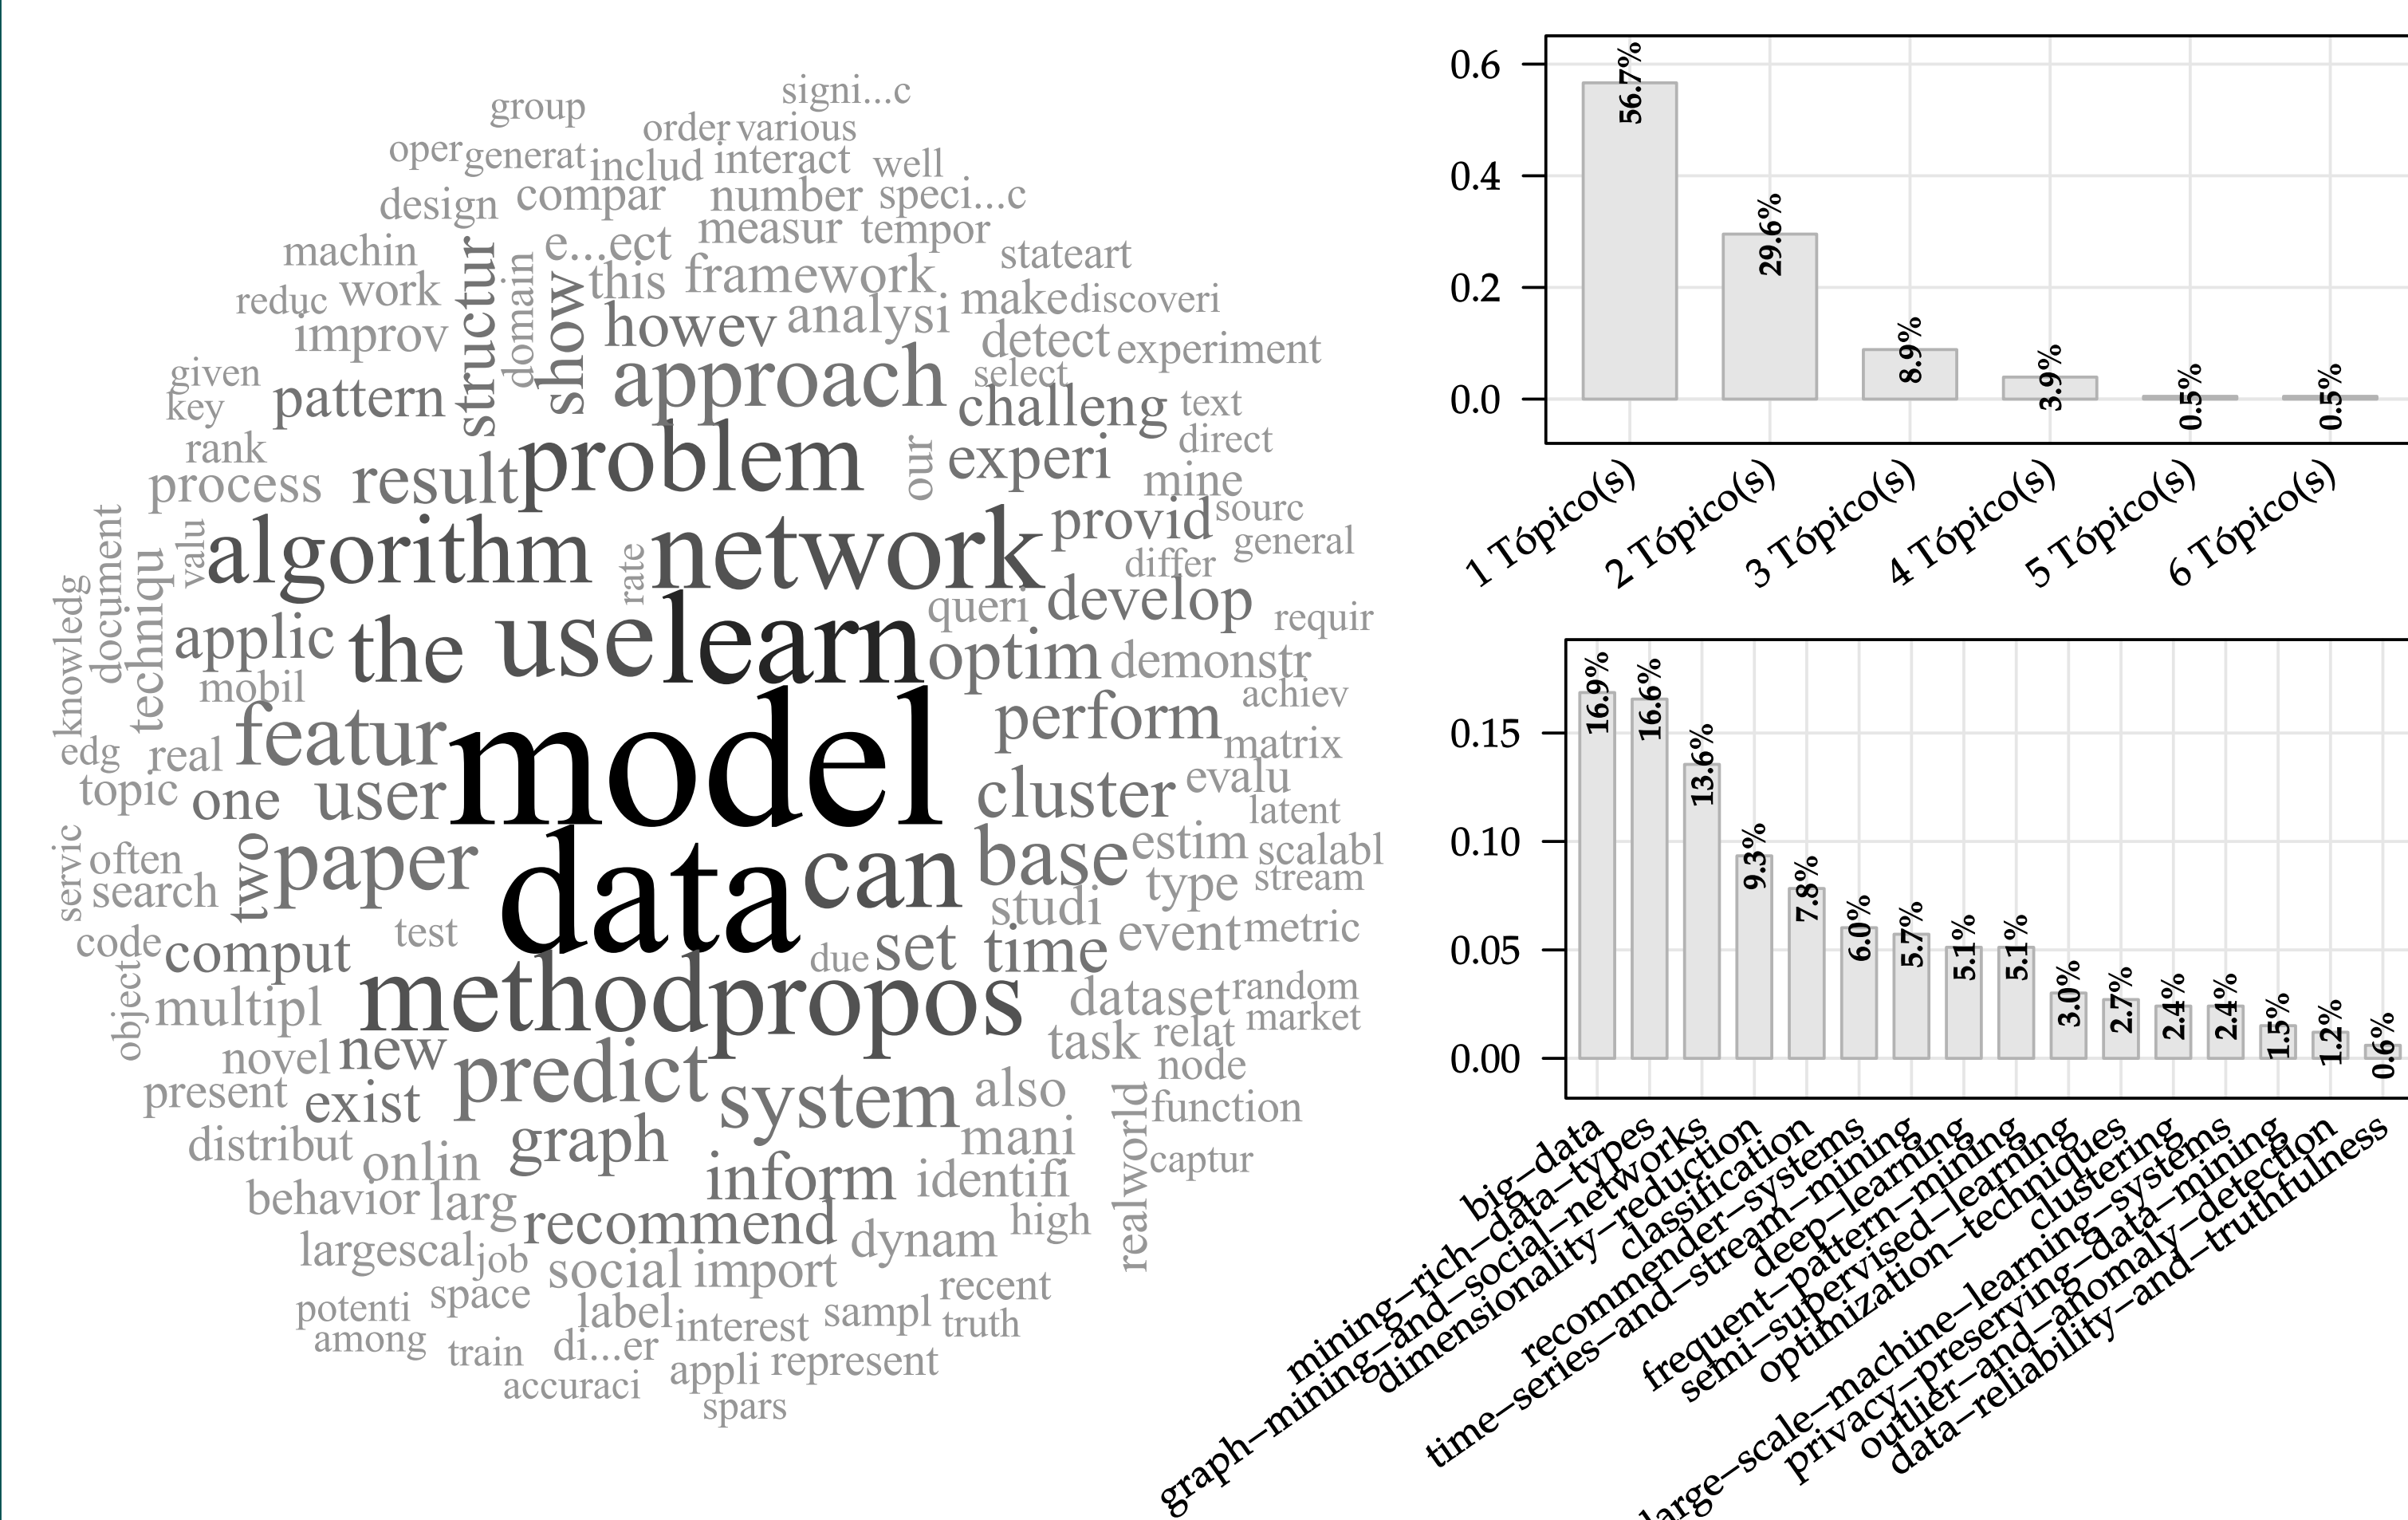 signi...c
group
order various
oper generat includ interact well
design compar number speci...c
structur e...ect measur tempor
machin domain show this framework stateart
reduc work howev analysi make discoveri
improv detect experiment
given approach select
key pattern challeng text
rank problem our experi direct
process result mine
document valu algorithm rate network provid sourc
knowledg techniqu differ general
applic the use learn queri develop requir
mobil optim demonstr
featur perform achiev
edg real model matrix
topic one user cluster evalu
latent
servic often two paper data can base estim scalabl
search studi type stream
code comput test due set time event metric
object multipl method propos dataset random
market
novel new task relat
present exist predict system also node
realworld function
distribut onlin graph mani
behavior larg inform identifi captur
recommend dynam high
largescal job social import
potenti space label recent
among interest sampl truth
train di...er appli represent
accuraci
spars
0.6
0.4
0.2
0.0
56.7%
29.6%
8.9%
3.9%
0.5%
0.5%
1 Tópico(s)
2 Tópico(s)
3 Tópico(s)
4 Tópico(s)
5 Tópico(s)
6 Tópico(s)
0.15
0.10
0.05
0.00
16.9%
16.6%
13.6%
9.3%
7.8%
6.0%
5.7%
5.1%
5.1%
3.0%
2.7%
2.4%
2.4%
1.5%
1.2%
0.6%
big–data
mining–rich–data–types
graph–mining–and–social–networks
dimensionality–reduction
classification
recommender–systems
time–series–and–stream–mining
deep–learning
frequent–pattern–mining
semi–supervised–learning
optimization–techniques
clustering
large–scale–machine–learning–systems
privacy–preserving–data–mining
outlier–and–anomaly–detection
data–reliability–and–truthfulness